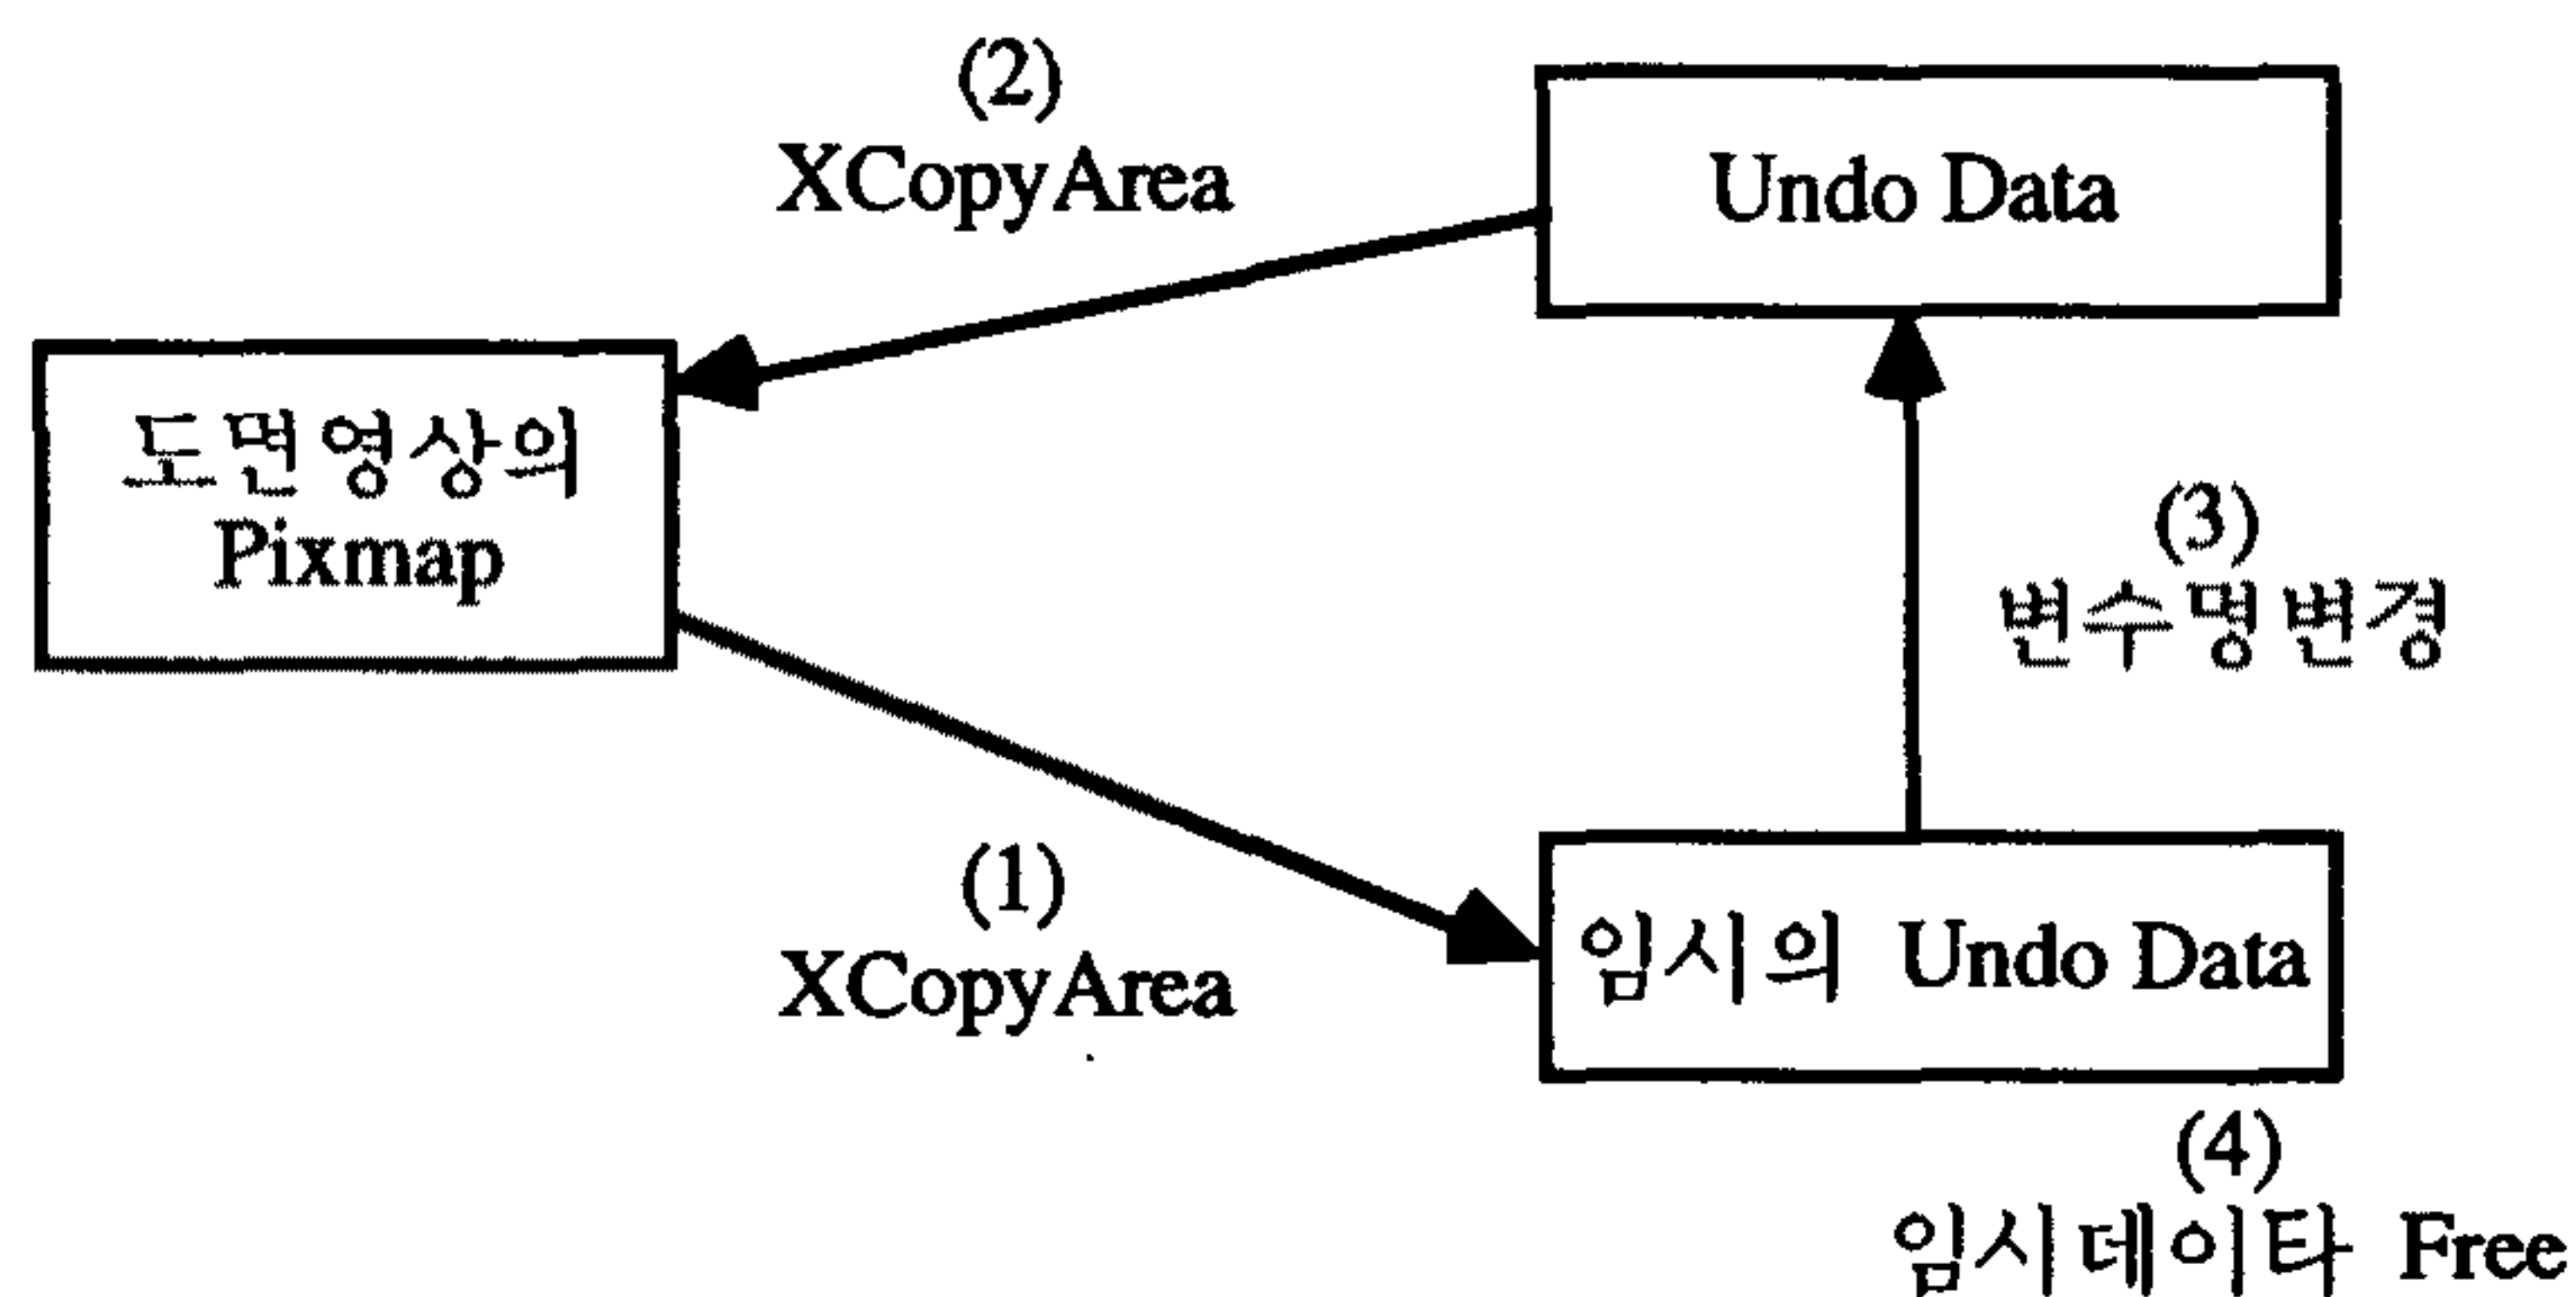 (2)
XCopyArea
Undo Data
도면영상의
Pixmap
(3)
변수명변경
(1)
XCopyArea
임시의 Undo Data
(4)
임시데이타 Free